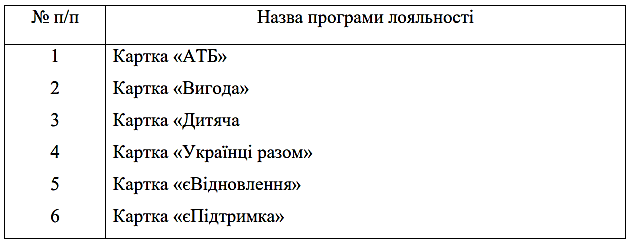 № п/п Назва програми лояльності
1 Картка «АТБ»
2 Картка «Вигода»
3 Картка «Дитяча
4 Картка «Українці разом»
5 Картка «єВідновлення»
6 Картка «єПідтримка»